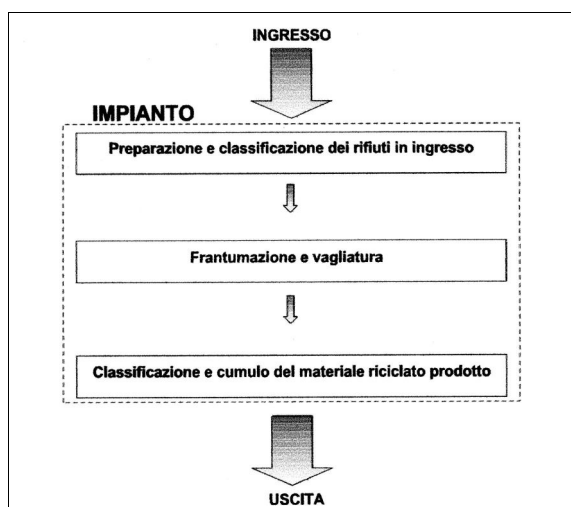 INGRESSO
IMPIANTO
Preparazione e classificazione dei rifiuti in ingresso
Frantumazione e vagliatura
Classificazione e cumulo del materiale riciclato prodotto
USCITA